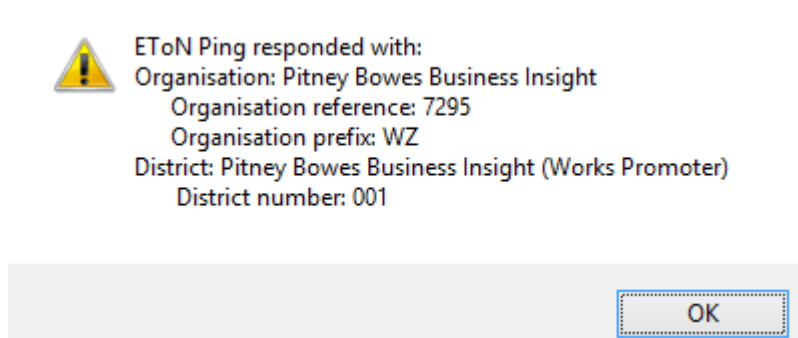 EToN Ping responded with:
Organisation: Pitney Bowes Business Insight
Organisation reference: 7295
Organisation prefix: WZ
District: Pitney Bowes Business Insight (Works Promoter)
District number: 001
OK